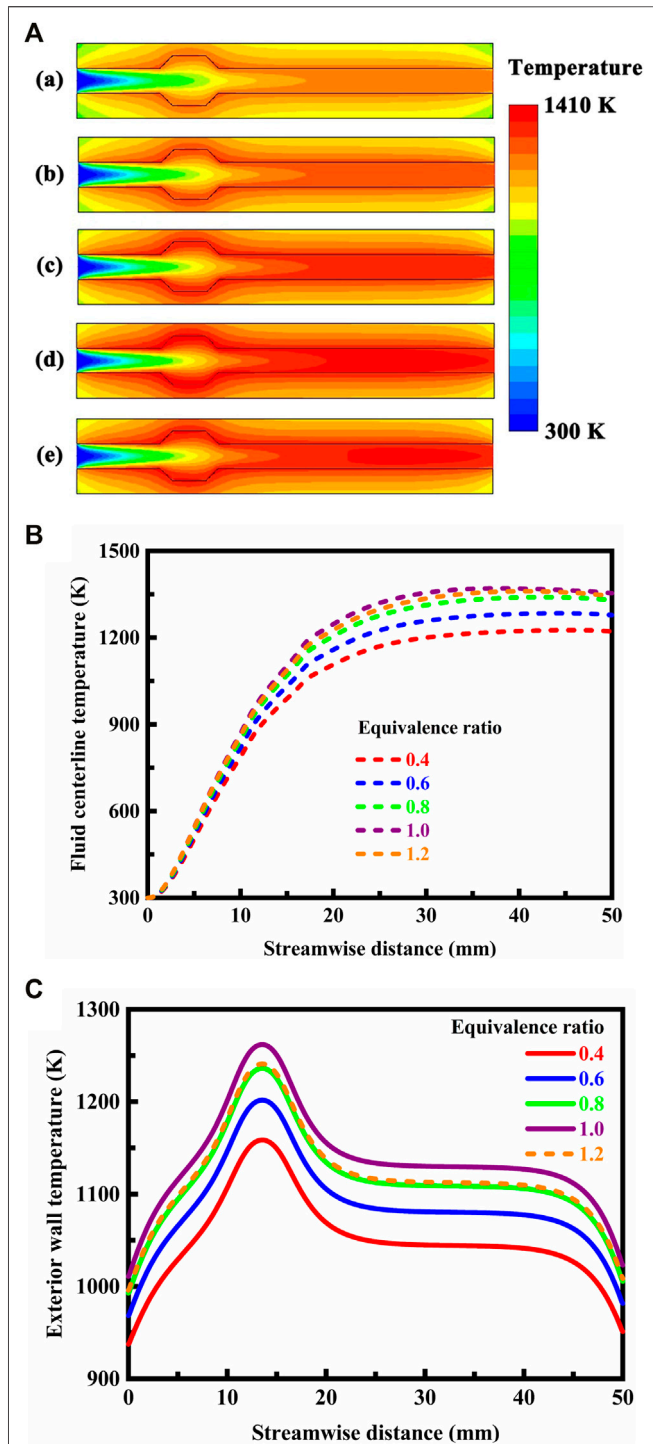 A
(a)
(b)
(c)
(d)
(e)
Temperature
1410 K
300 K
B
1500
1200
900
600
300
0
10
20
30
40
50
Fluid centerline temperature (K)
Streamwise distance (mm)
Equivalence ratio
0.4
0.6
0.8
1.0
1.2
C
1300
1200
1100
1000
900
0
10
20
30
40
50
Exterior wall temperature (K)
Streamwise distance (mm)
Equivalence ratio
0.4
0.6
0.8
1.0
1.2